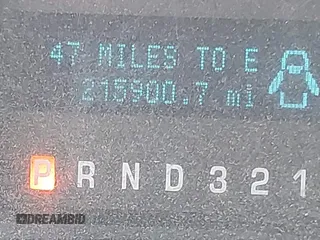 47 MILES TO E
215900.7 mi
P R N D 3 2 1
DREAMBID